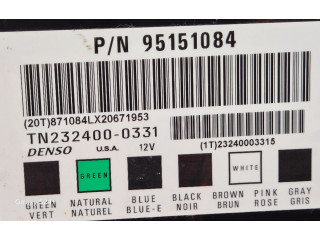 P/N 95151084
(20T)871084LX20671953
TN232400-0331
DENSO U.S.A. 12V
(1T)23240003315
GREEN
WHITE
GREEN NATURAL BLUE BLACK BROWN PINK GRAY
VERT NATUREL BLUE-E NOIR BRUN ROSE GRIS